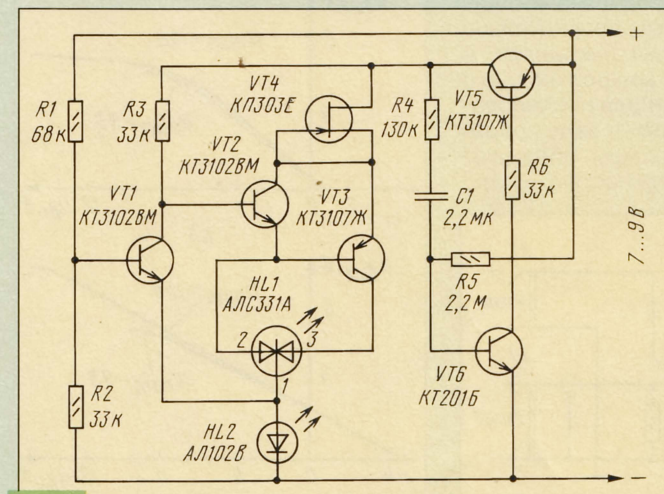 +
VT4
КП303Е
R1
68к
R3
33к
R4
130к
VT5
КТ3107Ж
VT2
КТ3102ВМ
R6
33к
VT1
КТ3102ВМ
VT3
КТ3107Ж
C1
2,2мк
7...9 В
HL1
АЛС331А
R5
2,2М
2
3
1
VT6
КТ201Б
R2
33к
HL2
АЛ102В
−